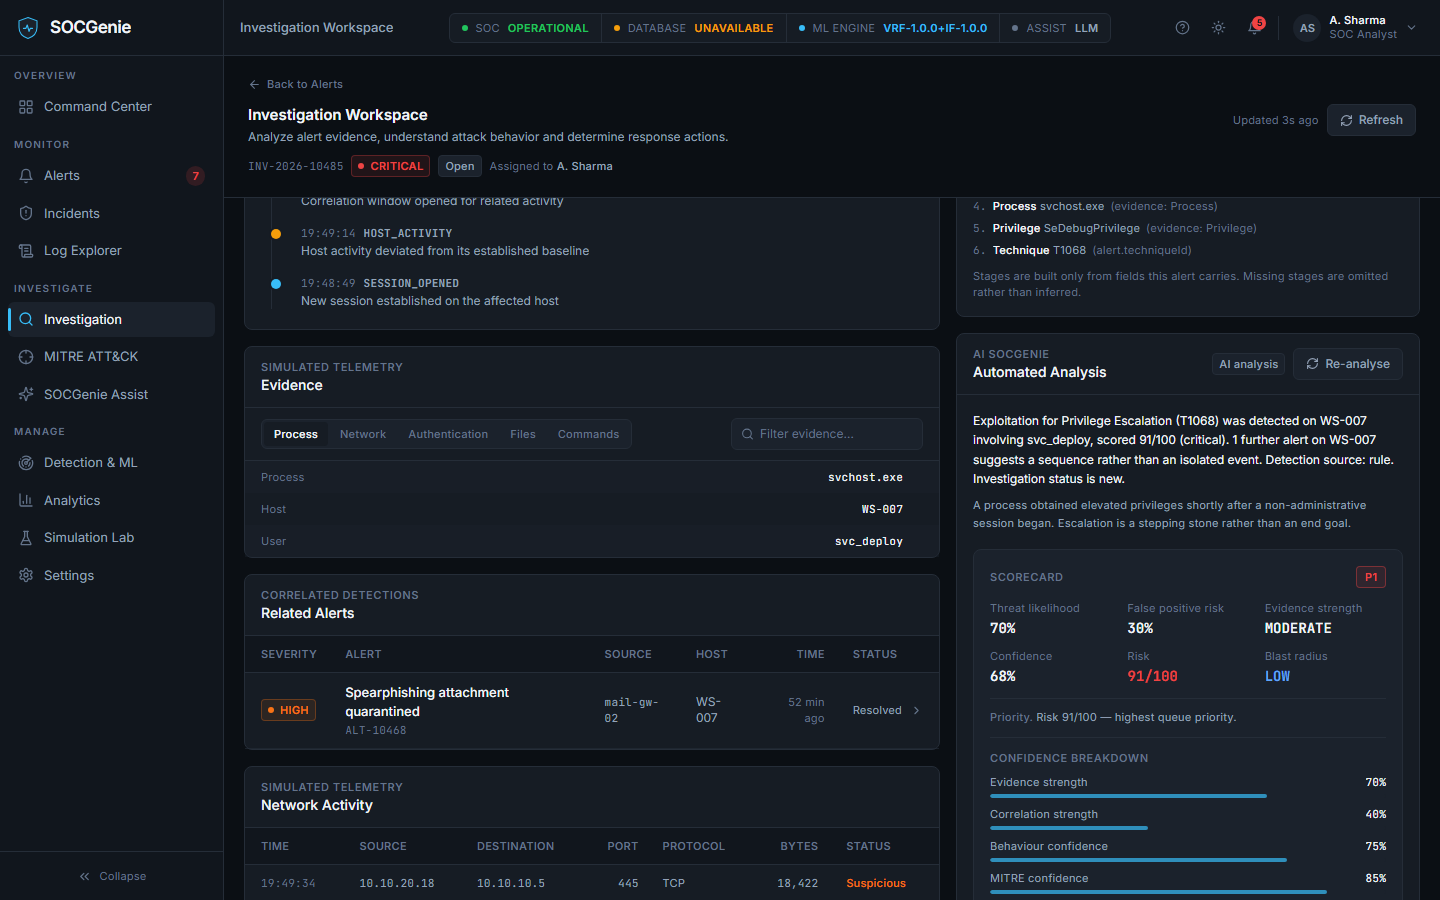 SOCGenie
Investigation Workspace
SOC OPERATIONAL
DATABASE UNAVAILABLE
ML ENGINE VRF-1.0.0+IF-1.0.0
ASSIST LLM
5
AS
A. Sharma
SOC Analyst
OVERVIEW
Command Center
MONITOR
Alerts 7
Incidents
Log Explorer
INVESTIGATE
Investigation
MITRE ATT&CK
SOCGenie Assist
MANAGE
Detection & ML
Analytics
Simulation Lab
Settings
Collapse
Back to Alerts
Investigation Workspace
Analyze alert evidence, understand attack behavior and determine response actions.
INV-2026-10485 CRITICAL Open Assigned to A. Sharma
Updated 3s ago Refresh
Correlation window opened for related activity
19:49:14 HOST_ACTIVITY
Host activity deviated from its established baseline
19:48:49 SESSION_OPENED
New session established on the affected host
SIMULATED TELEMETRY
Evidence
Process Network Authentication Files Commands Filter evidence...
Process svchost.exe
Host WS-007
User svc_deploy
CORRELATED DETECTIONS
Related Alerts
SEVERITY ALERT SOURCE HOST TIME STATUS
HIGH
Spearphishing attachment
quarantined
ALT-10468
mail-gw-
02
WS-
007
52 min
ago
Resolved
SIMULATED TELEMETRY
Network Activity
TIME SOURCE DESTINATION PORT PROTOCOL BYTES STATUS
19:49:34 10.10.20.18 10.10.10.5 445 TCP 18,422 Suspicious
4. Process svchost.exe (evidence: Process)
5. Privilege SeDebugPrivilege (evidence: Privilege)
6. Technique T1068 (alert.techniqueId)
Stages are built only from fields this alert carries. Missing stages are omitted
rather than inferred.
AI SOCGENIE
Automated Analysis
AI analysis Re-analyse
Exploitation for Privilege Escalation (T1068) was detected on WS-007
involving svc_deploy, scored 91/100 (critical). 1 further alert on WS-007
suggests a sequence rather than an isolated event. Detection source: rule.
Investigation status is new.
A process obtained elevated privileges shortly after a non-administrative
session began. Escalation is a stepping stone rather than an end goal.
SCORECARD P1
Threat likelihood False positive risk Evidence strength
70% 30% MODERATE
Confidence Risk Blast radius
68% 91/100 LOW
Priority. Risk 91/100 — highest queue priority.
CONFIDENCE BREAKDOWN
Evidence strength 70%
Correlation strength 40%
Behaviour confidence 75%
MITRE confidence 85%